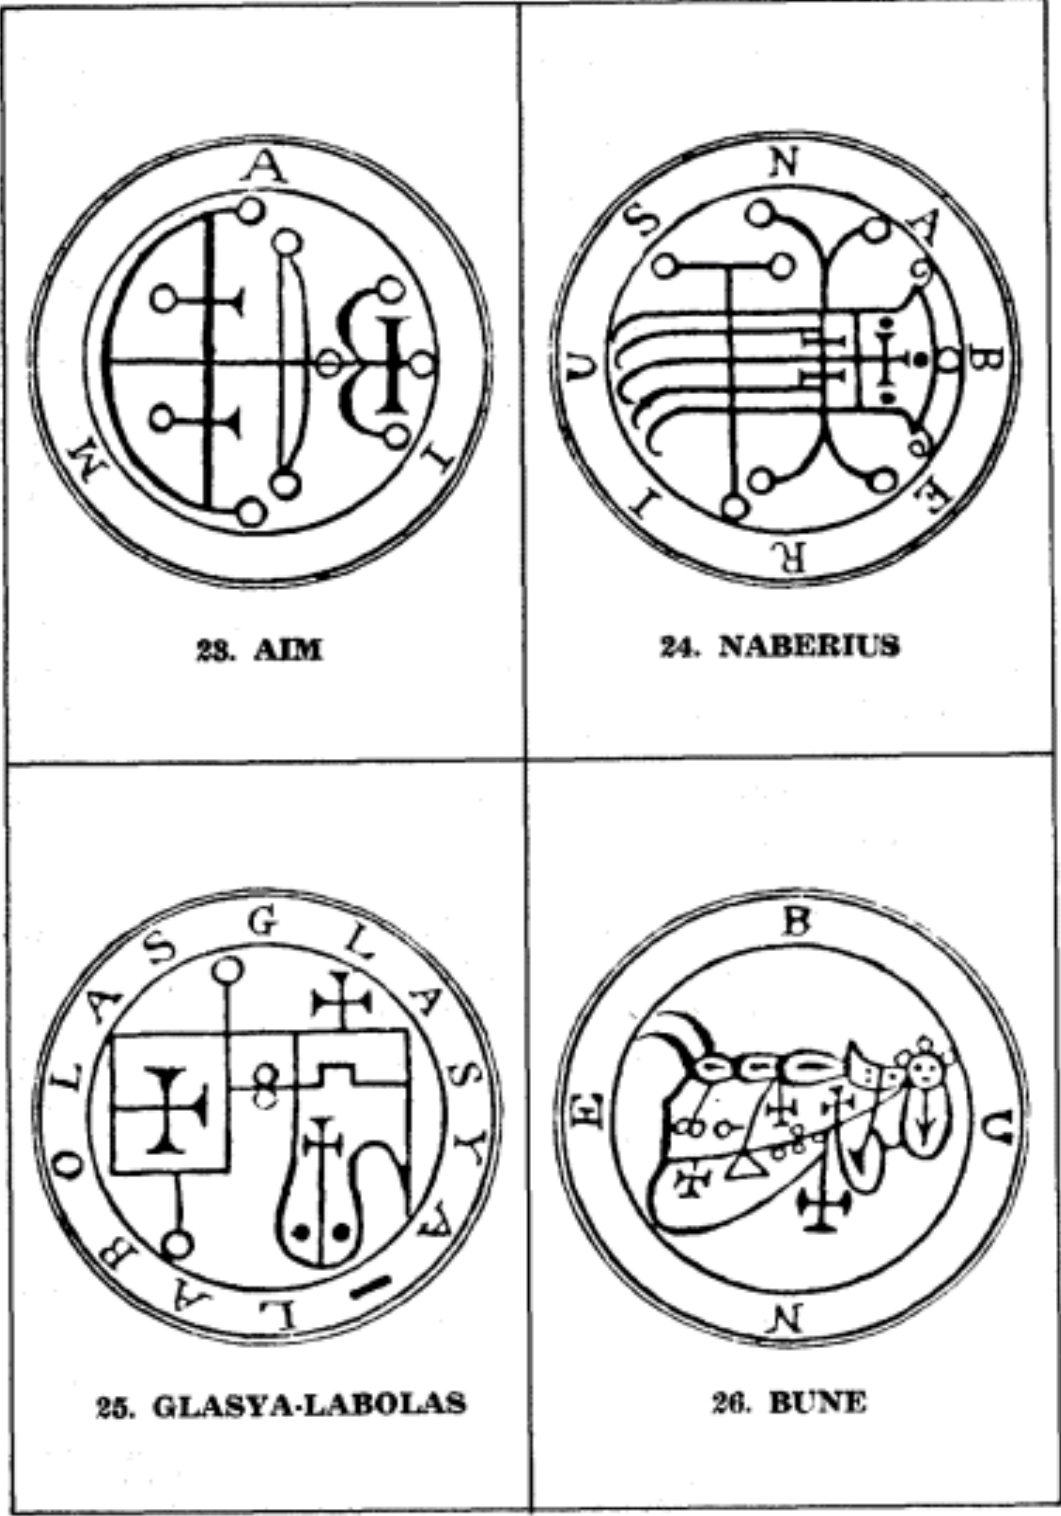 A
I
M
23. AIM
N
A
B
E
R
I
U
S
24. NABERIUS
G
L
A
S
Y
A
-
L
A
B
O
L
A
S
25. GLASYA-LABOLAS
B
U
N
E
26. BUNE